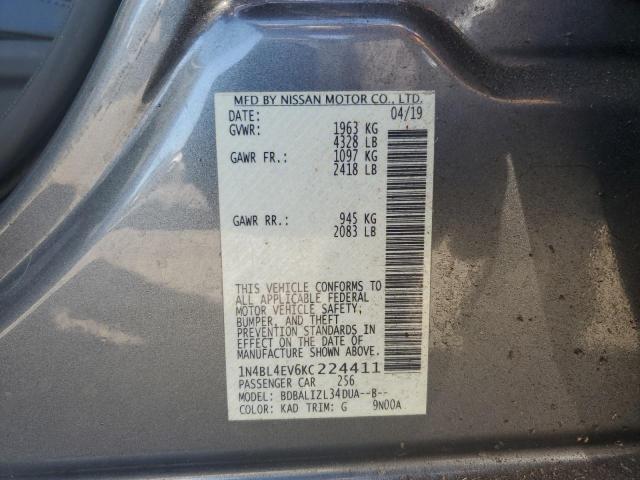 MFD BY NISSAN MOTOR CO., LTD.
DATE: 04/19
GVWR: 1963 KG
4328 LB
GAWR FR.: 1097 KG
2418 LB
GAWR RR.: 945 KG
2083 LB
THIS VEHICLE CONFORMS TO
ALL APPLICABLE FEDERAL
MOTOR VEHICLE SAFETY,
BUMPER, AND THEFT
PREVENTION STANDARDS IN
EFFECT ON THE DATE OF
MANUFACTURE SHOWN ABOVE.
1N4BL4EV6KC224411
PASSENGER CAR 256
MODEL: BDBALIZL34DUA--B--
COLOR: KAD TRIM: G 9N00A